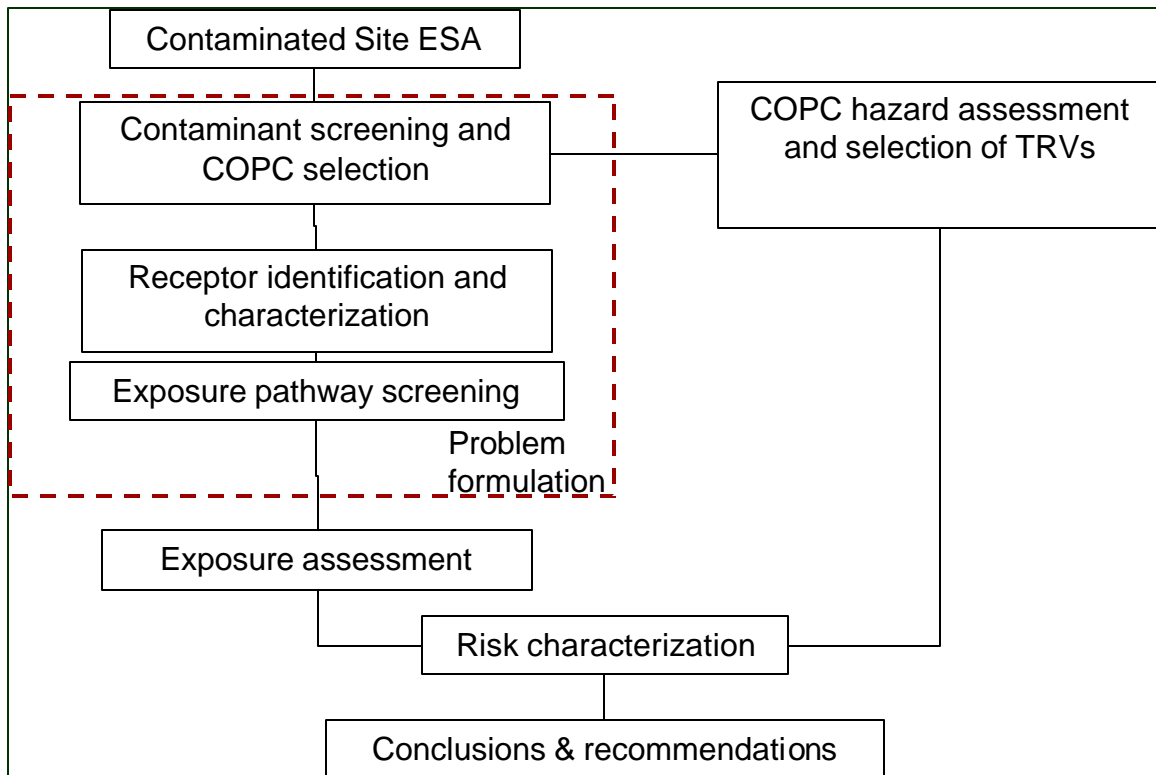 Contaminated Site ESA
Contaminant screening and
COPC selection
COPC hazard assessment
and selection of TRVs
Receptor identification and
characterization
Exposure pathway screening
Problem
formulation
Exposure assessment
Risk characterization
Conclusions & recommendations